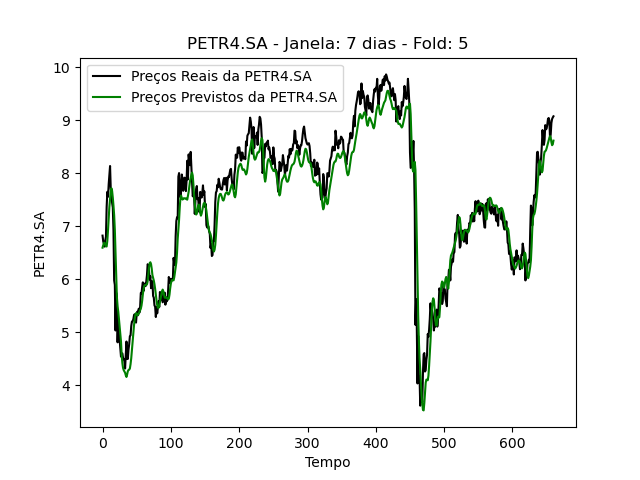 PETR4.SA - Janela: 7 dias - Fold: 5
Preços Reais da PETR4.SA
Preços Previstos da PETR4.SA
PETR4.SA
10
9
8
7
6
5
4
0 100 200 300 400 500 600
Tempo